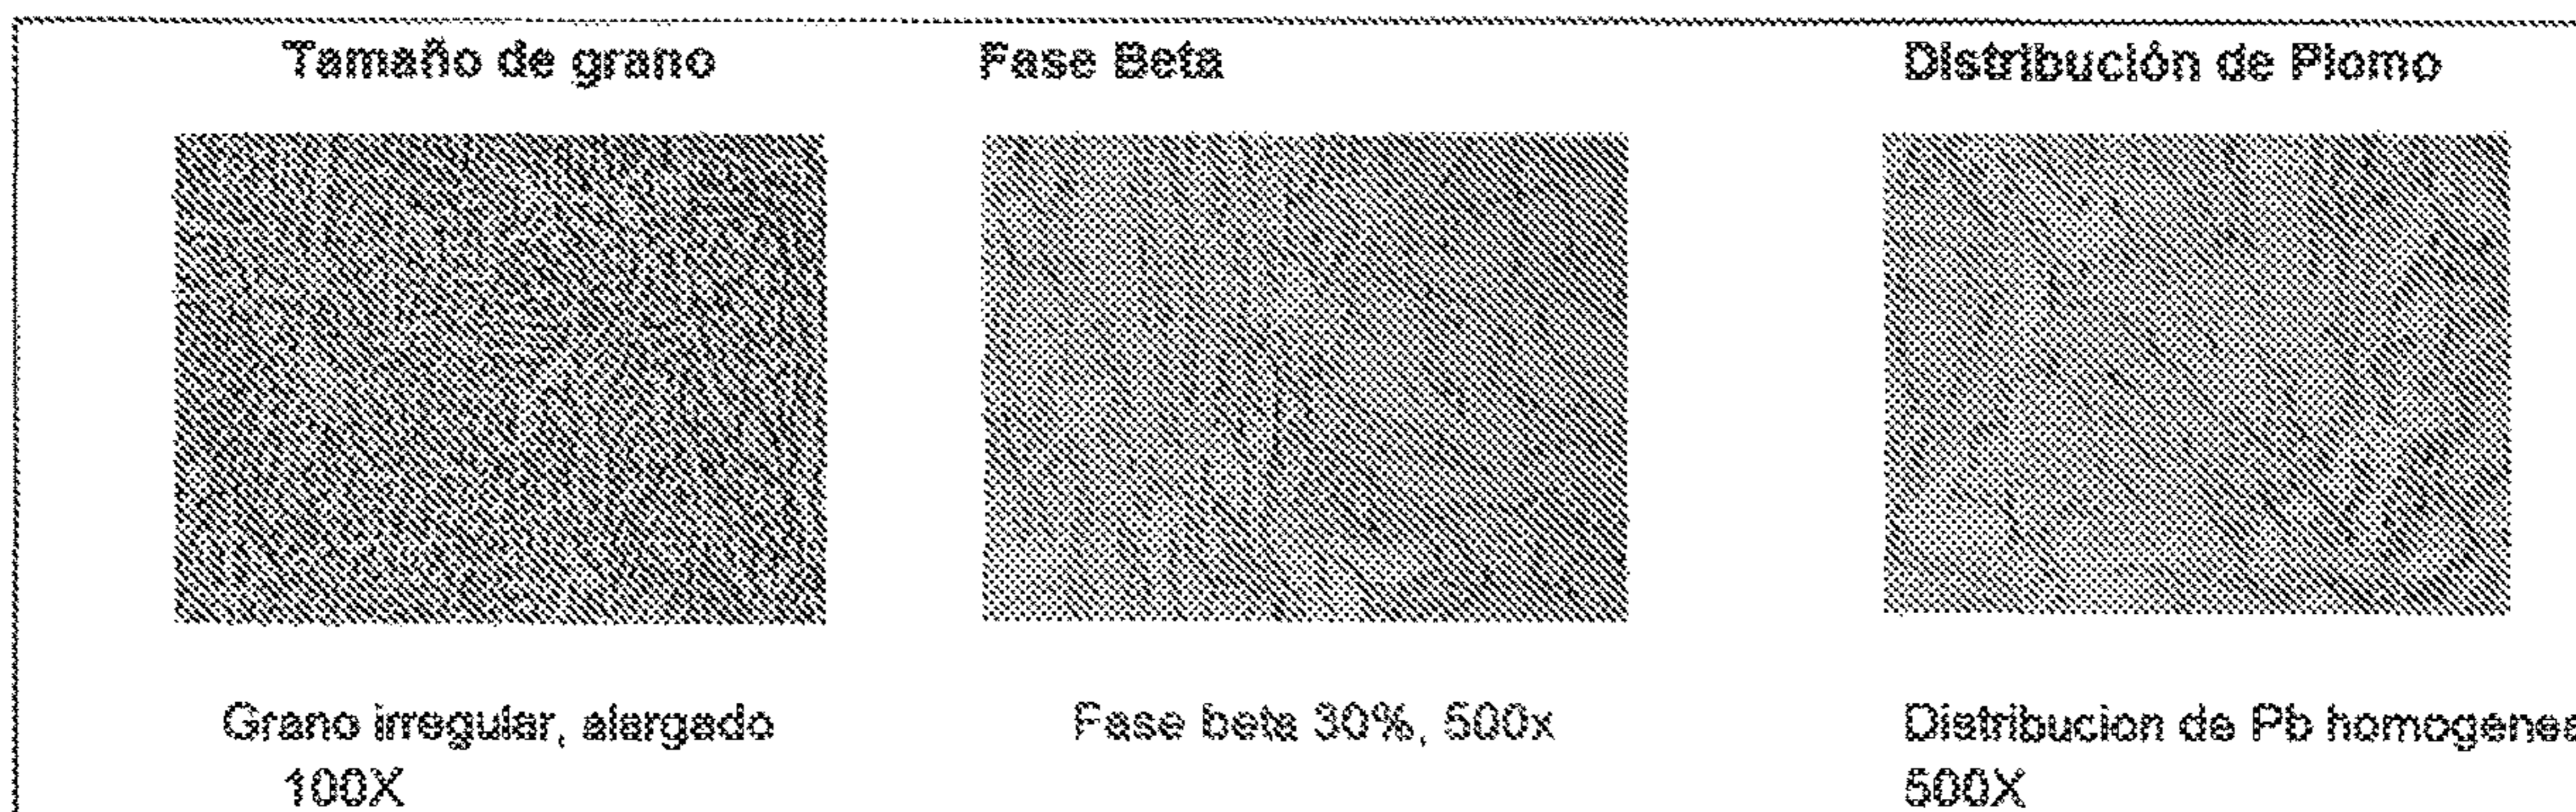 Tamaño de grano
Fase Beta
Distribución de Plomo
Grano irregular, alargado
100X
Fase beta 30%, 500x
Distribucion de Pb homogenea
500X